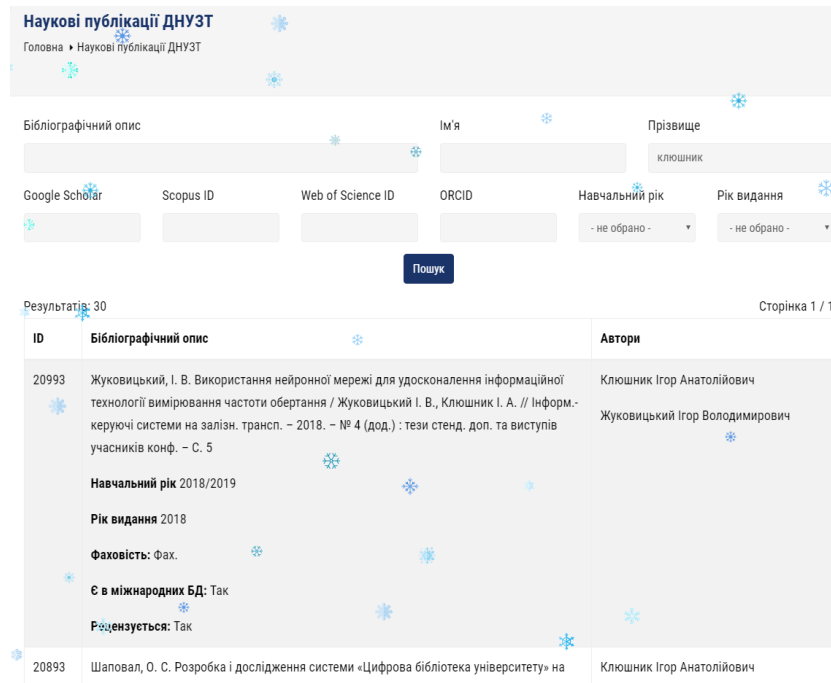 Наукові публікації ДНУЗТ
Головна ▸ Наукові публікації ДНУЗТ
Бібліографічний опис Ім'я Прізвище
клюшник
Google Scholar Scopus ID Web of Science ID ORCID Навчальний рік Рік видання
- не обрано - - не обрано -
Пошук
Результатів: 30 Сторінка 1 / 1
ID Бібліографічний опис Автори
20993 Жуковицький, І. В. Використання нейронної мережі для удосконалення інформаційної Клюшник Ігор Анатолійович
технології вимірювання частоти обертання / Жуковицький І. В., Клюшник І. А. // Інформ.-
Жуковицький Ігор Володимирович
керуючі системи на залізн. трансп. – 2018. – № 4 (дод.) : тези стенд. доп. та виступів
учасників конф. – С. 5
Навчальний рік 2018/2019
Рік видання 2018
Фаховість: Фах.
Є в міжнародних БД: Так
Рецензується: Так
20893 Шаповал, О. С. Розробка і дослідження системи «Цифрова бібліотека університету» на Клюшник Ігор Анатолійович